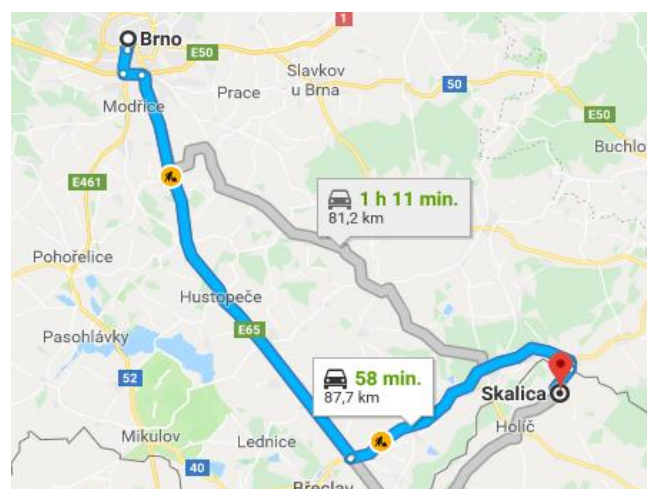 1
Brno
E50
Slavkov
u Brna
Prace
50
Modřice
E50
Buchlo
E461
1 h 11 min.
81,2 km
Pohořelice
Hustopeče
E65
Pasohlávky
58 min.
87,7 km
52
Skalica
Holíč
Mikulov
Lednice
40
Břeclav